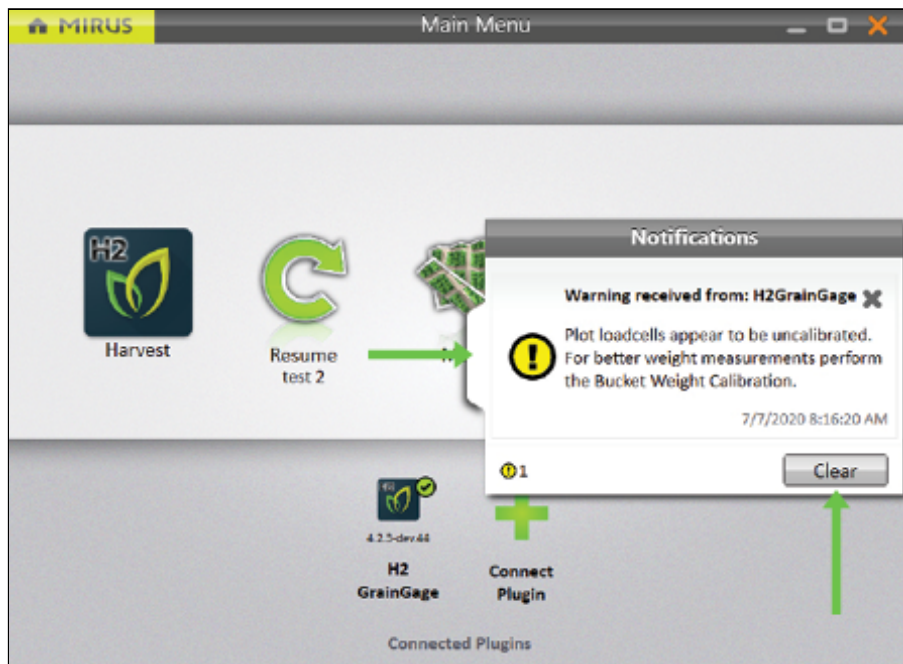 MIRUS
Main Menu
H2
Harvest
Resume
test 2
Notifications
Warning received from: H2GrainGage
Plot loadcells appear to be uncalibrated.
For better weight measurements perform
the Bucket Weight Calibration.
7/7/2020 8:16:20 AM
1
Clear
H2
4.2.5-dev.44
H2
GrainGage
Connect
Plugin
Connected Plugins